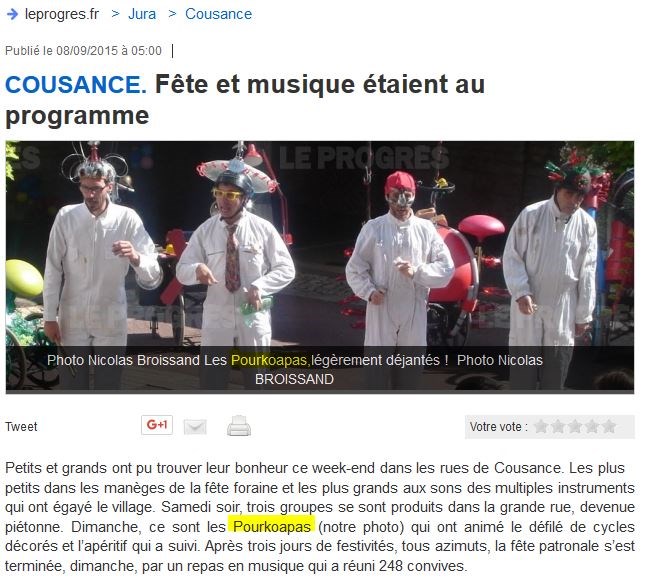 leprogres.fr > Jura > Cousance
Publié le 08/09/2015 à 05:00
COUSANCE. Fête et musique étaient au
programme
ES
LE PROGRES
LE PROGRES
Photo Nicolas Broissand Les Pourkoapas,légèrement déjantés ! Photo Nicolas
BROISSAND
Tweet
G+1
Votre vote :
Petits et grands ont pu trouver leur bonheur ce week-end dans les rues de Cousance. Les plus
petits dans les manèges de la fête foraine et les plus grands aux sons des multiples instruments
qui ont égayé le village. Samedi soir, trois groupes se sont produits dans la grande rue, devenue
piétonne. Dimanche, ce sont les Pourkoapas (notre photo) qui ont animé le défilé de cycles
décorés et l'apéritif qui a suivi. Après trois jours de festivités, tous azimuts, la fête patronale s'est
terminée, dimanche, par un repas en musique qui a réuni 248 convives.